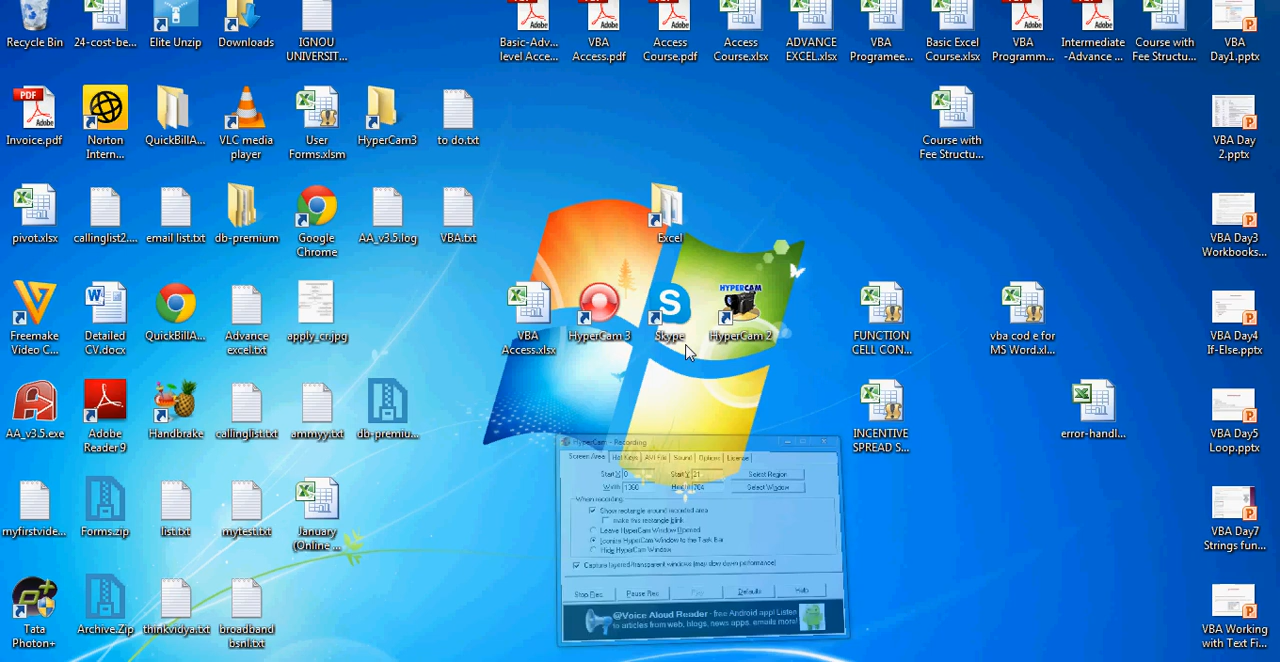 Recycle Bin
24-cost-be...
Elite Unzip
Downloads
IGNOU
UNIVERSIT...
Basic-Adv...
level Acce...
VBA
Access.pdf
Access
Course.pdf
Access
Course.xlsx
ADVANCE
EXCEL.xlsx
VBA
Programee...
Basic Excel
Course.xlsx
VBA
Programm...
Intermediate
-Advance ...
Course with
Fee Structu...
VBA
Day1.pptx
Invoice.pdf
Norton
Intern...
QuickBillA...
VLC media
player
User
Forms.xlsm
HyperCam3
to do.txt
Course with
Fee Structu...
VBA Day
2.pptx
pivot.xlsx
callinglist2....
email list.txt
db-premium
Google
Chrome
AA_v3.5.log
VBA.txt
Excel
VBA Day3
Workbooks...
Freemake
Video C...
Detailed
CV.docx
QuickBillA...
Advance
excel.txt
apply_cr.jpg
VBA
Access.xlsx
HyperCam 3
Skype
HYPERCAM
HyperCam 2
FUNCTION
CELL CON...
vba cod e for
MS Word.xl...
VBA Day4
If-Else.pptx
AA_v3.5.exe
Adobe
Reader 9
Handbrake
callinglist.txt
ammyy.txt
db-premiu...
INCENTIVE
SPREAD S...
error-handl...
VBA Day5
Loop.pptx
myfirstvide...
Forms.zip
list.txt
mytest.txt
January
(Online ...
VBA Day7
Strings fun...
Tata
Photon+
Archive.Zip
thinkvidya.txt
broadband
bsnl.txt
VBA Working
with Text Fi...
HyperCam - Recording
Screen Area Hot Keys AVI File Sound Options License
Start X 0 Start Y 21 Select Region
Width 1360 Height 704 Select Window
When recording
Show rectangle around recorded area
make this rectangle blink
Leave HyperCam Window Opened
Iconize HyperCam Window to the Task Bar
Hide HyperCam Window
Capture layered/transparent windows (may slow down performance)
Stop Rec. Pause Rec. Play Defaults Help
@Voice Aloud Reader - free Android app! Listen
to articles from web, blogs, news apps, emails more!